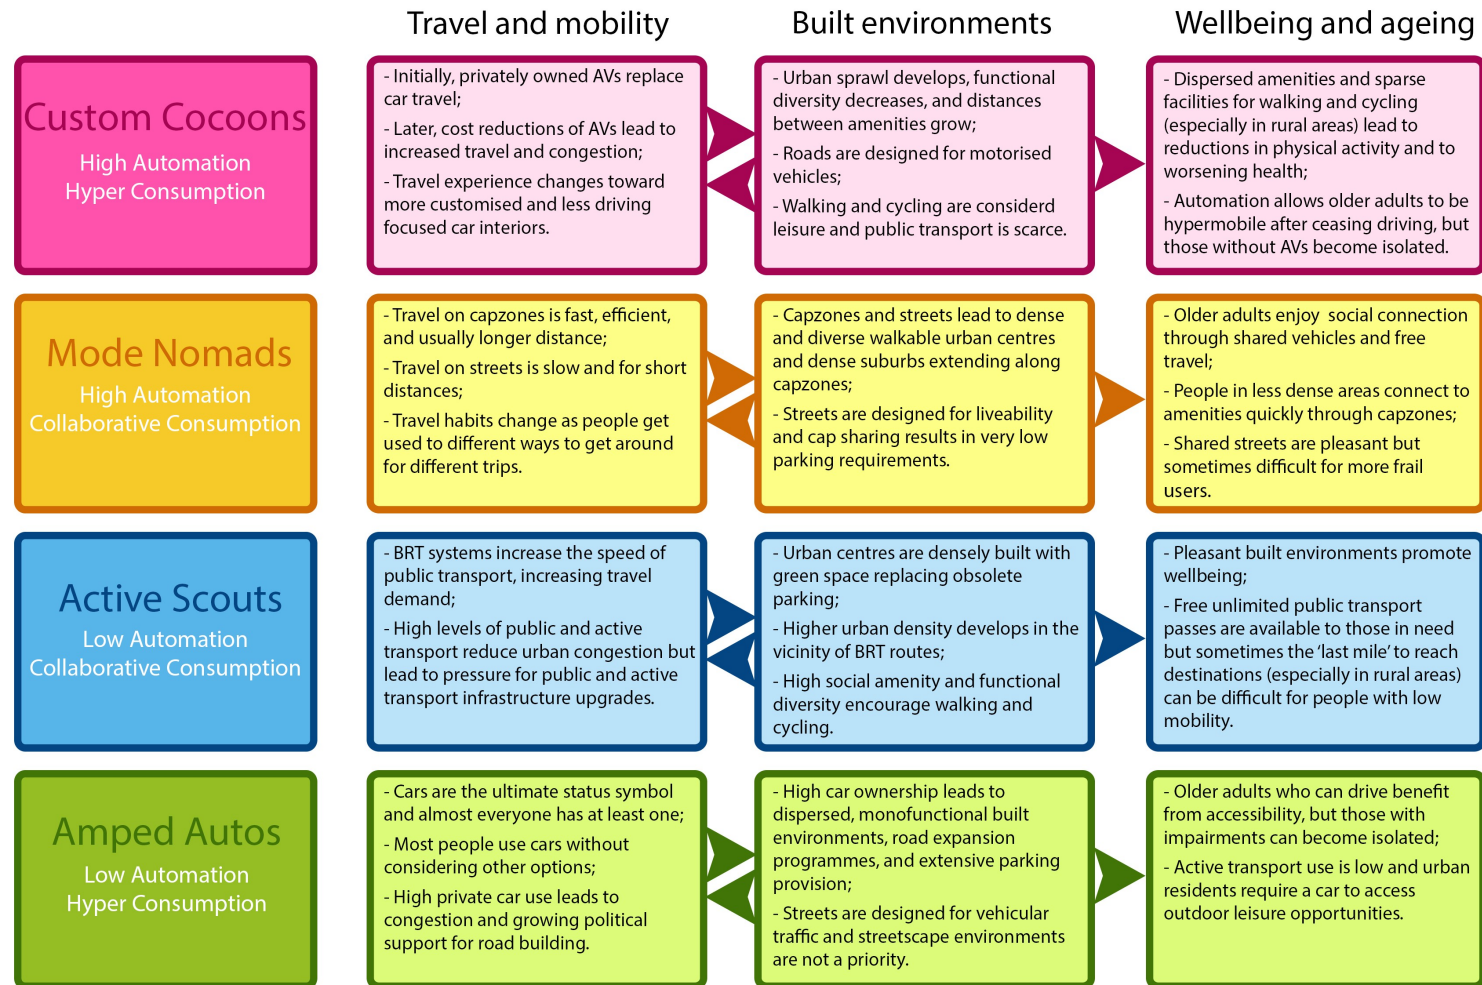 Travel and mobility
Built environments
Wellbeing and ageing
Custom Cocoons
High Automation
Hyper Consumption
- Initially, privately owned AVs replace
car travel;
- Later, cost reductions of AVs lead to
increased travel and congestion;
- Travel experience changes toward
more customised and less driving
focused car interiors.
- Urban sprawl develops, functional
diversity decreases, and distances
between amenities grow;
- Roads are designed for motorised
vehicles;
- Walking and cycling are considerd
leisure and public transport is scarce.
- Dispersed amenities and sparse
facilities for walking and cycling
(especially in rural areas) lead to
reductions in physical activity and to
worsening health;
- Automation allows older adults to be
hypermobile after ceasing driving, but
those without AVs become isolated.
Mode Nomads
High Automation
Collaborative Consumption
- Travel on capzones is fast, efficient,
and usually longer distance;
- Travel on streets is slow and for short
distances;
- Travel habits change as people get
used to different ways to get around
for different trips.
- Capzones and streets lead to dense
and diverse walkable urban centres
and dense suburbs extending along
capzones;
- Streets are designed for liveability
and cap sharing results in very low
parking requirements.
- Older adults enjoy social connection
through shared vehicles and free
travel;
- People in less dense areas connect to
amenities quickly through capzones;
- Shared streets are pleasant but
sometimes difficult for more frail
users.
Active Scouts
Low Automation
Collaborative Consumption
- BRT systems increase the speed of
public transport, increasing travel
demand;
- High levels of public and active
transport reduce urban congestion but
lead to pressure for public and active
transport infrastructure upgrades.
- Urban centres are densely built with
green space replacing obsolete
parking;
- Higher urban density develops in the
vicinity of BRT routes;
- High social amenity and functional
diversity encourage walking and
cycling.
- Pleasant built environments promote
wellbeing;
- Free unlimited public transport
passes are available to those in need
but sometimes the ‘last mile’ to reach
destinations (especially in rural areas)
can be difficult for people with low
mobility.
Amped Autos
Low Automation
Hyper Consumption
- Cars are the ultimate status symbol
and almost everyone has at least one;
- Most people use cars without
considering other options;
- High private car use leads to
congestion and growing political
support for road building.
- High car ownership leads to
dispersed, monofunctional built
environments, road expansion
programmes, and extensive parking
provision;
- Streets are designed for vehicular
traffic and streetscape environments
are not a priority.
- Older adults who can drive benefit
from accessibility, but those with
impairments can become isolated;
- Active transport use is low and urban
residents require a car to access
outdoor leisure opportunities.